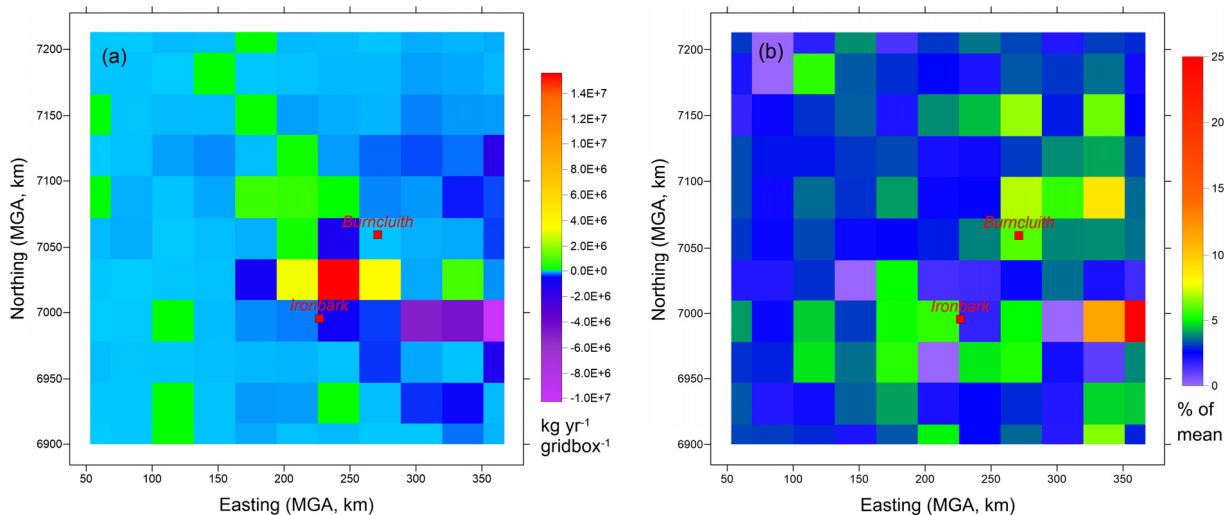 (a)
Northing (MGA, km)
7200
7150
7100
7050
7000
6950
6900
Burncluith
Ironpark
50 100 150 200 250 300 350
Easting (MGA, km)
1.4E+7
1.2E+7
1.0E+7
8.0E+6
6.0E+6
4.0E+6
2.0E+6
0.0E+0
-2.0E+6
-4.0E+6
-6.0E+6
-8.0E+6
-1.0E+7
kg yr⁻¹
gridbox⁻¹
(b)
Northing (MGA, km)
7200
7150
7100
7050
7000
6950
6900
Burncluith
Ironpark
50 100 150 200 250 300 350
Easting (MGA, km)
25
20
15
10
5
0
% of
mean